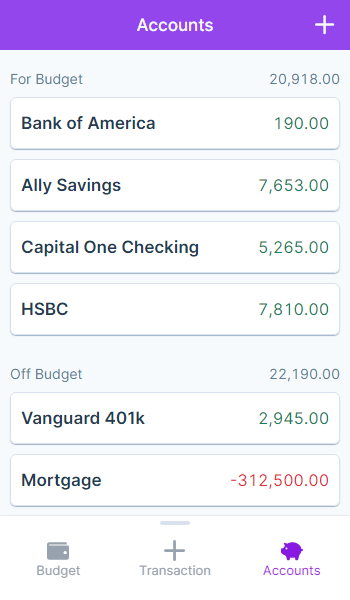 Accounts
For Budget 20,918.00
Bank of America 190.00
Ally Savings 7,653.00
Capital One Checking 5,265.00
HSBC 7,810.00
Off Budget 22,190.00
Vanguard 401k 2,945.00
Mortgage -312,500.00
Budget Transaction Accounts